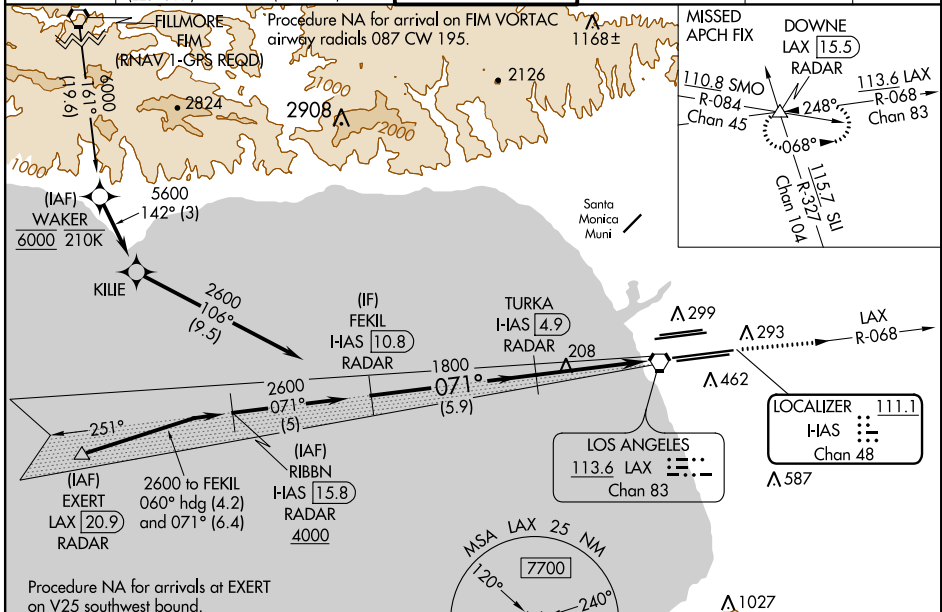 FILLMORE
FIM
(RNAV 1-GPS REQD)
6000
161°
(19.6)
Procedure NA for arrival on FIM VORTAC
airway radials 087 CW 195.
1168±
2126
2824
1000
2908
2000
1000
1000
MISSED
APCH FIX
DOWNE
LAX 15.5
RADAR
110.8 SMO
R-084
Chan 45
113.6 LAX
R-068
Chan 83
248°
068°
115.7 SLI
R-327
Chan 104
(IAF)
WAKER
6000 210K
5600
142° (3)
KILIE
2600
106°
(9.5)
Santa
Monica
Muni
(IF)
FEKIL
I-IAS 10.8
RADAR
TURKA
I-IAS 4.9
RADAR
208
299
293
LAX
R-068
462
2600
071°
(5)
1800
071°
(5.9)
251°
(IAF)
EXERT
LAX 20.9
RADAR
2600 to FEKIL
060° hdg (4.2)
and 071° (6.4)
(IAF)
RIBBN
I-IAS 15.8
RADAR
4000
LOS ANGELES
113.6 LAX
Chan 83
LOCALIZER 111.1
I-IAS
Chan 48
587
MSA LAX 25 NM
7700
120°
240°
1027
Procedure NA for arrivals at EXERT
on V25 southwest bound.